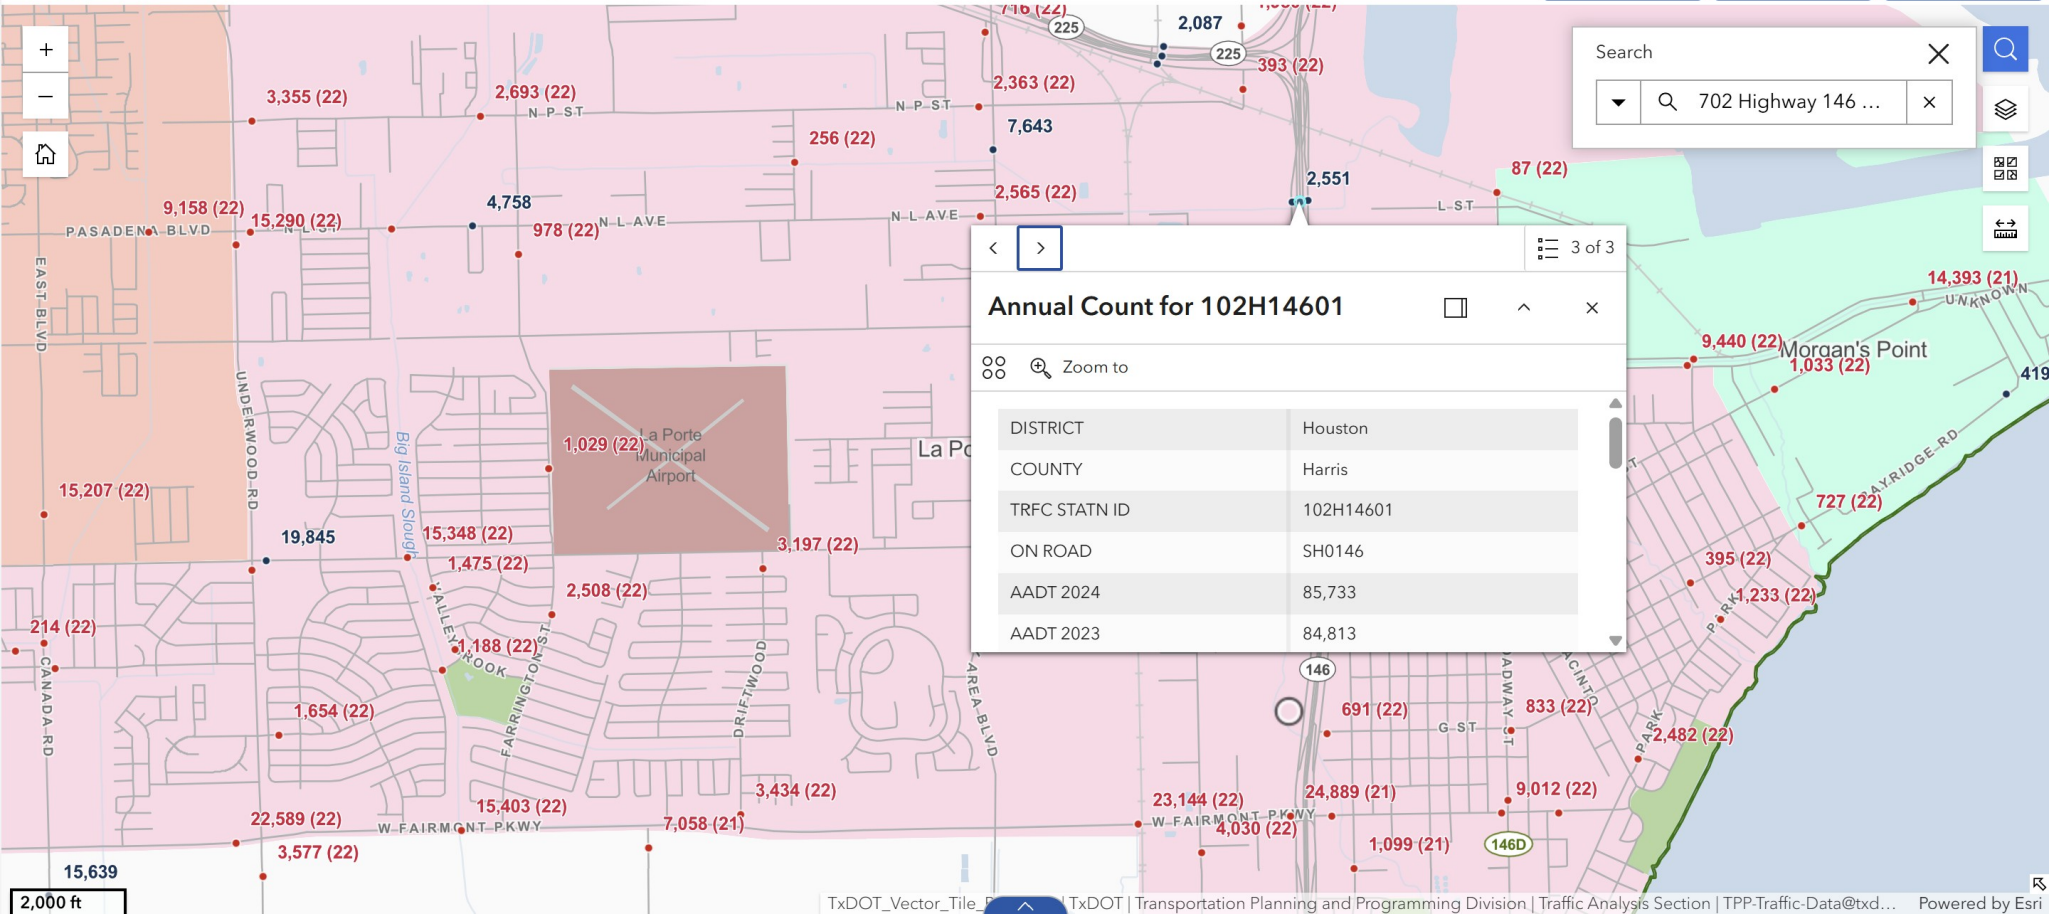 716 (22)
225
2,087
225
393 (22)
Search
702 Highway 146 ...
3,355 (22)
2,693 (22)
N P ST
N P ST
2,363 (22)
7,643
256 (22)
87 (22)
2,551
L ST
9,158 (22)
15,290 (22)
4,758
978 (22)
N L AVE
N L AVE
2,565 (22)
PASADENA BLVD
EAST BLVD
3 of 3
Annual Count for 102H14601
Zoom to
DISTRICT Houston
COUNTY Harris
TRFC STATN ID 102H14601
ON ROAD SH0146
AADT 2024 85,733
AADT 2023 84,813
14,393 (21)
UNKNOWN
9,440 (22)
Morgan's Point
1,033 (22)
419
BAYRIDGE RD
727 (22)
395 (22)
1,233 (22)
PARK
UNDERWOOD RD
Big Island Slough
1,029 (22)
La Porte
Municipal
Airport
La Po
15,207 (22)
19,845
15,348 (22)
1,475 (22)
3,197 (22)
2,508 (22)
214 (22)
CANADA RD
VALLEY BROOK
1,188 (22)
FARRINGTON ST
DRIFTWOOD
AREA BLVD
1,654 (22)
146
691 (22)
G ST
833 (22)
PARK
2,482 (22)
22,589 (22)
15,403 (22)
W FAIRMONT PKWY
3,434 (22)
7,058 (21)
3,577 (22)
23,144 (22)
W FAIRMONT PKWY
4,030 (22)
24,889 (21)
9,012 (22)
1,099 (21)
146D
15,639
2,000 ft
TxDOT_Vector_Tile_ | TxDOT | Transportation Planning and Programming Division | Traffic Analysis Section | TPP-Traffic-Data@txd...
Powered by Esri